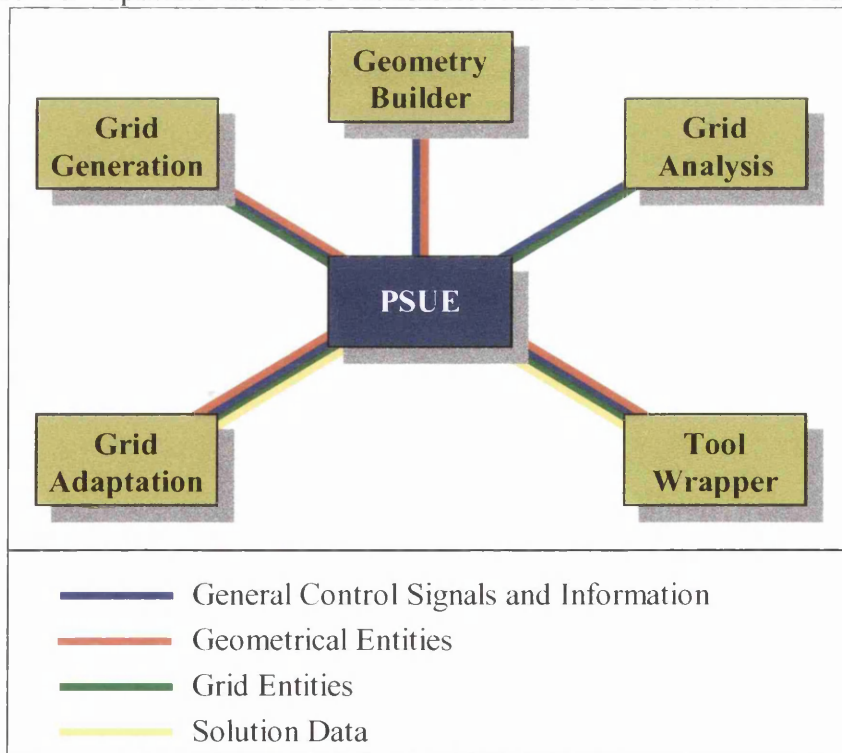 Geometry
Builder
Grid
Generation
Grid
Analysis
PSUE
Grid
Adaptation
Tool
Wrapper
General Control Signals and Information
Geometrical Entities
Grid Entities
Solution Data